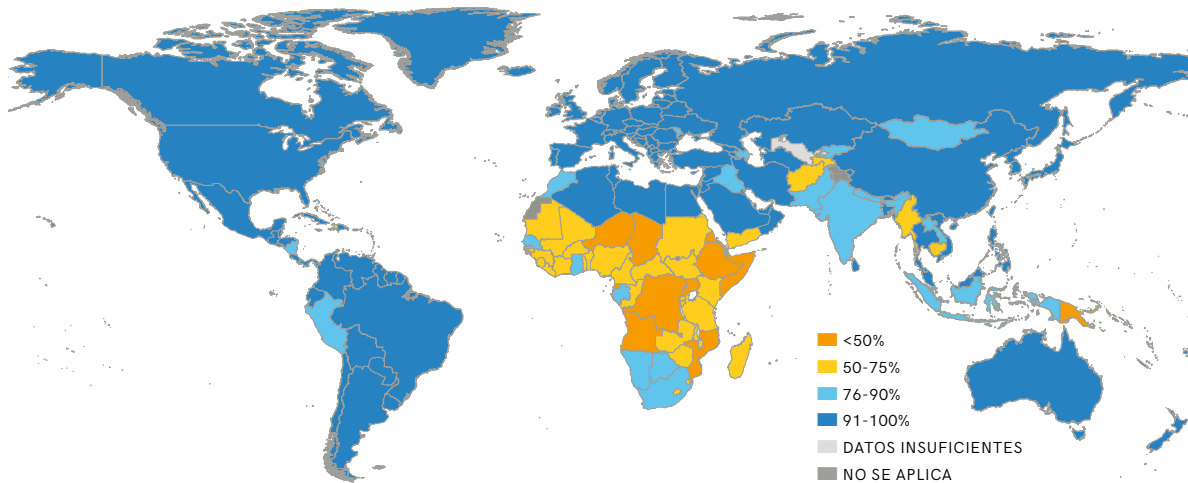 <50%
50-75%
76-90%
91-100%
DATOS INSUFICIENTES
NO SE APLICA